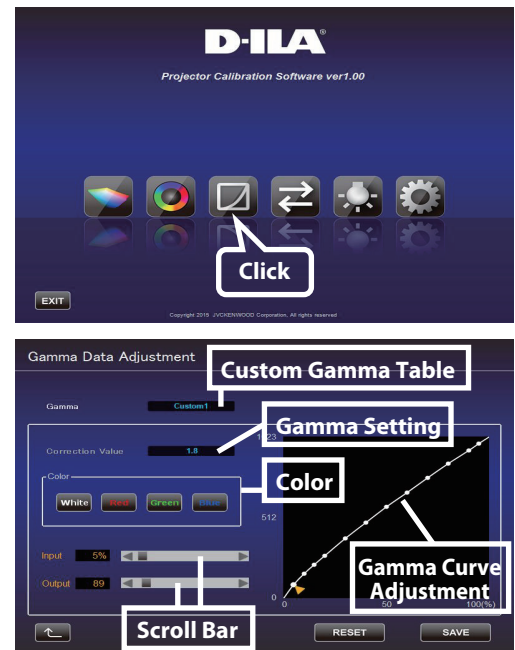 D-ILA®
Projector Calibration Software ver1.00
Click
EXIT
Copyright 2015 JVCKENWOOD Corporation, All rights reserved
Gamma Data Adjustment
Custom Gamma Table
Gamma
Custom1
Gamma Setting
1023
Correction Value
1.8
Color
Color
White
Red
Green
Blue
512
Input
5%
Output
89
Gamma Curve
Adjustment
0
0
50
100(%)
Scroll Bar
RESET
SAVE